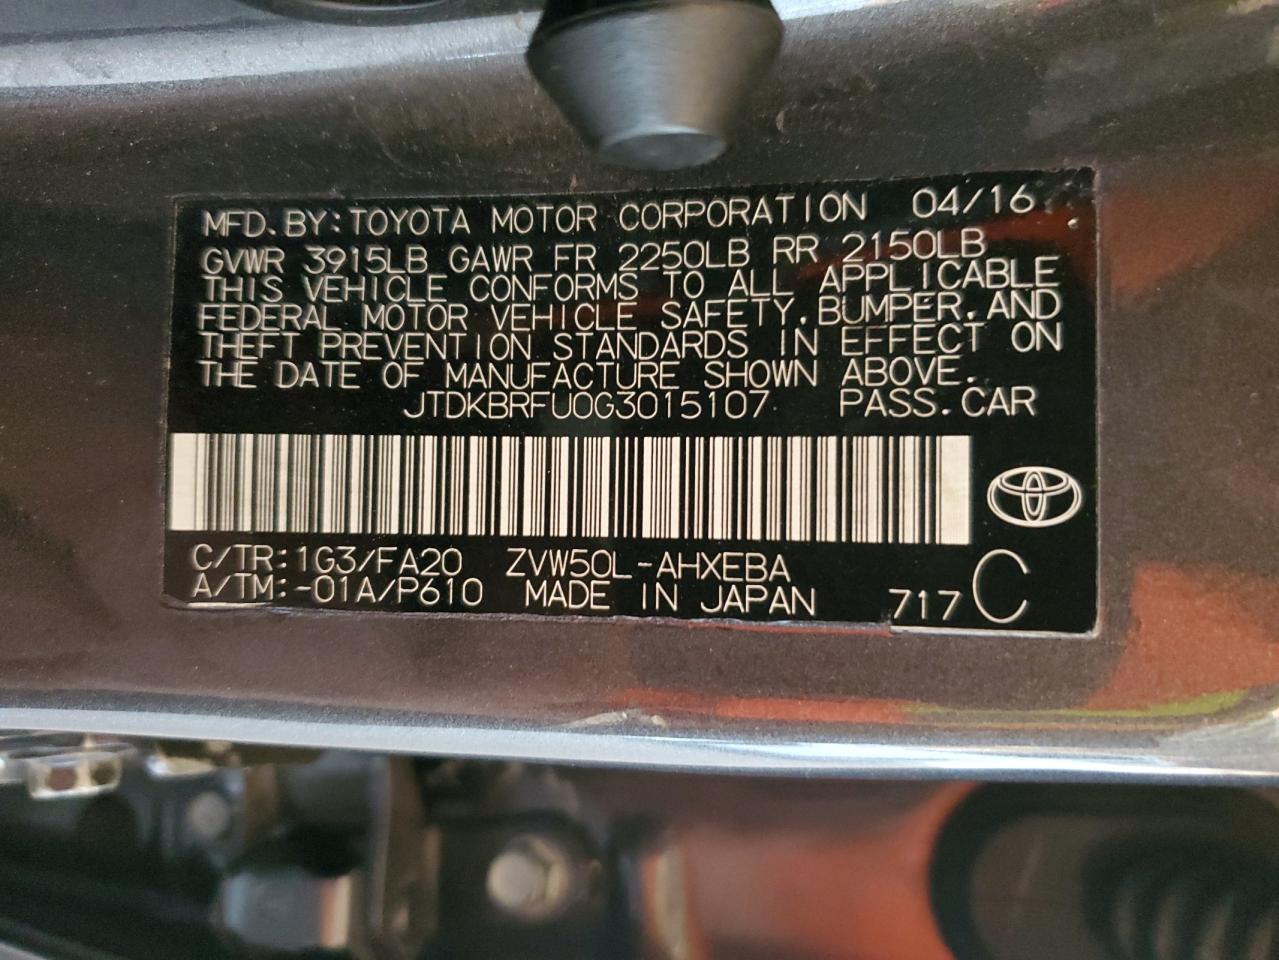 MFD.BY:TOYOTA MOTOR CORPORATION 04/16
GVWR 3915LB GAWR FR 2250LB RR 2150LB
THIS VEHICLE CONFORMS TO ALL APPLICABLE
FEDERAL MOTOR VEHICLE SAFETY,BUMPER,AND
THEFT PREVENTION STANDARDS IN EFFECT ON
THE DATE OF MANUFACTURE SHOWN ABOVE.
JTDKBRFU0G3015107 PASS.CAR
C/TR:1G3/FA20 ZVW50L-AHXEBA
A/TM:-01A/P610 MADE IN JAPAN 717 C